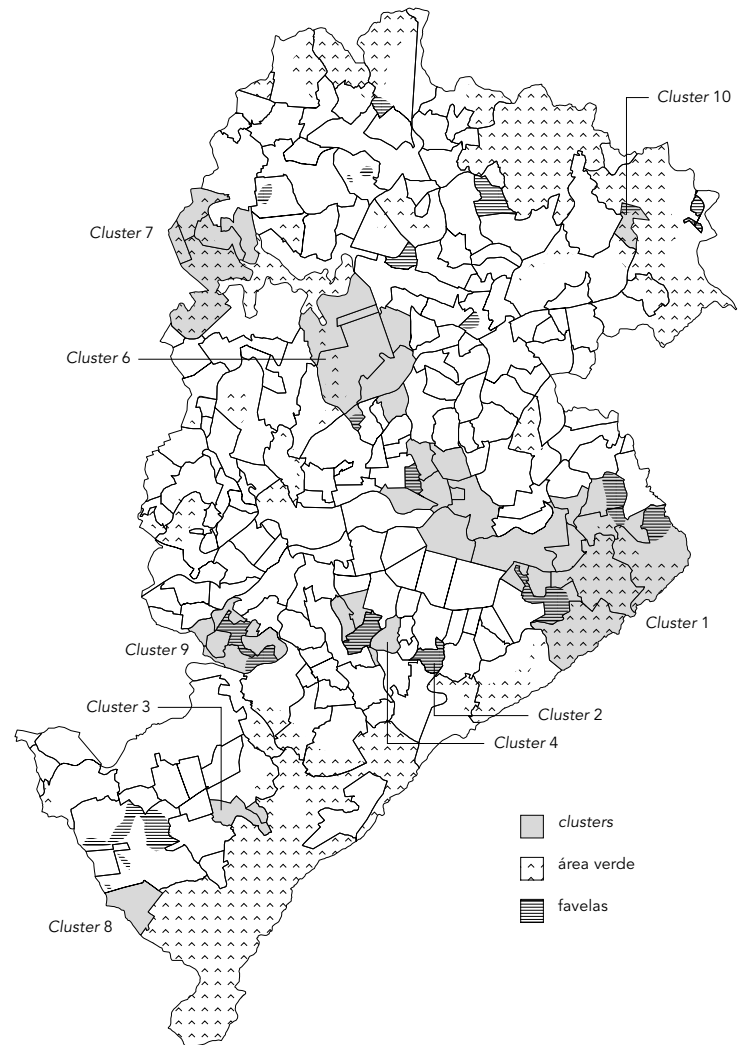 Cluster 10
Cluster 7
Cluster 6
Cluster 1
Cluster 9
Cluster 3
Cluster 2
Cluster 4
clusters
área verde
favelas
Cluster 8